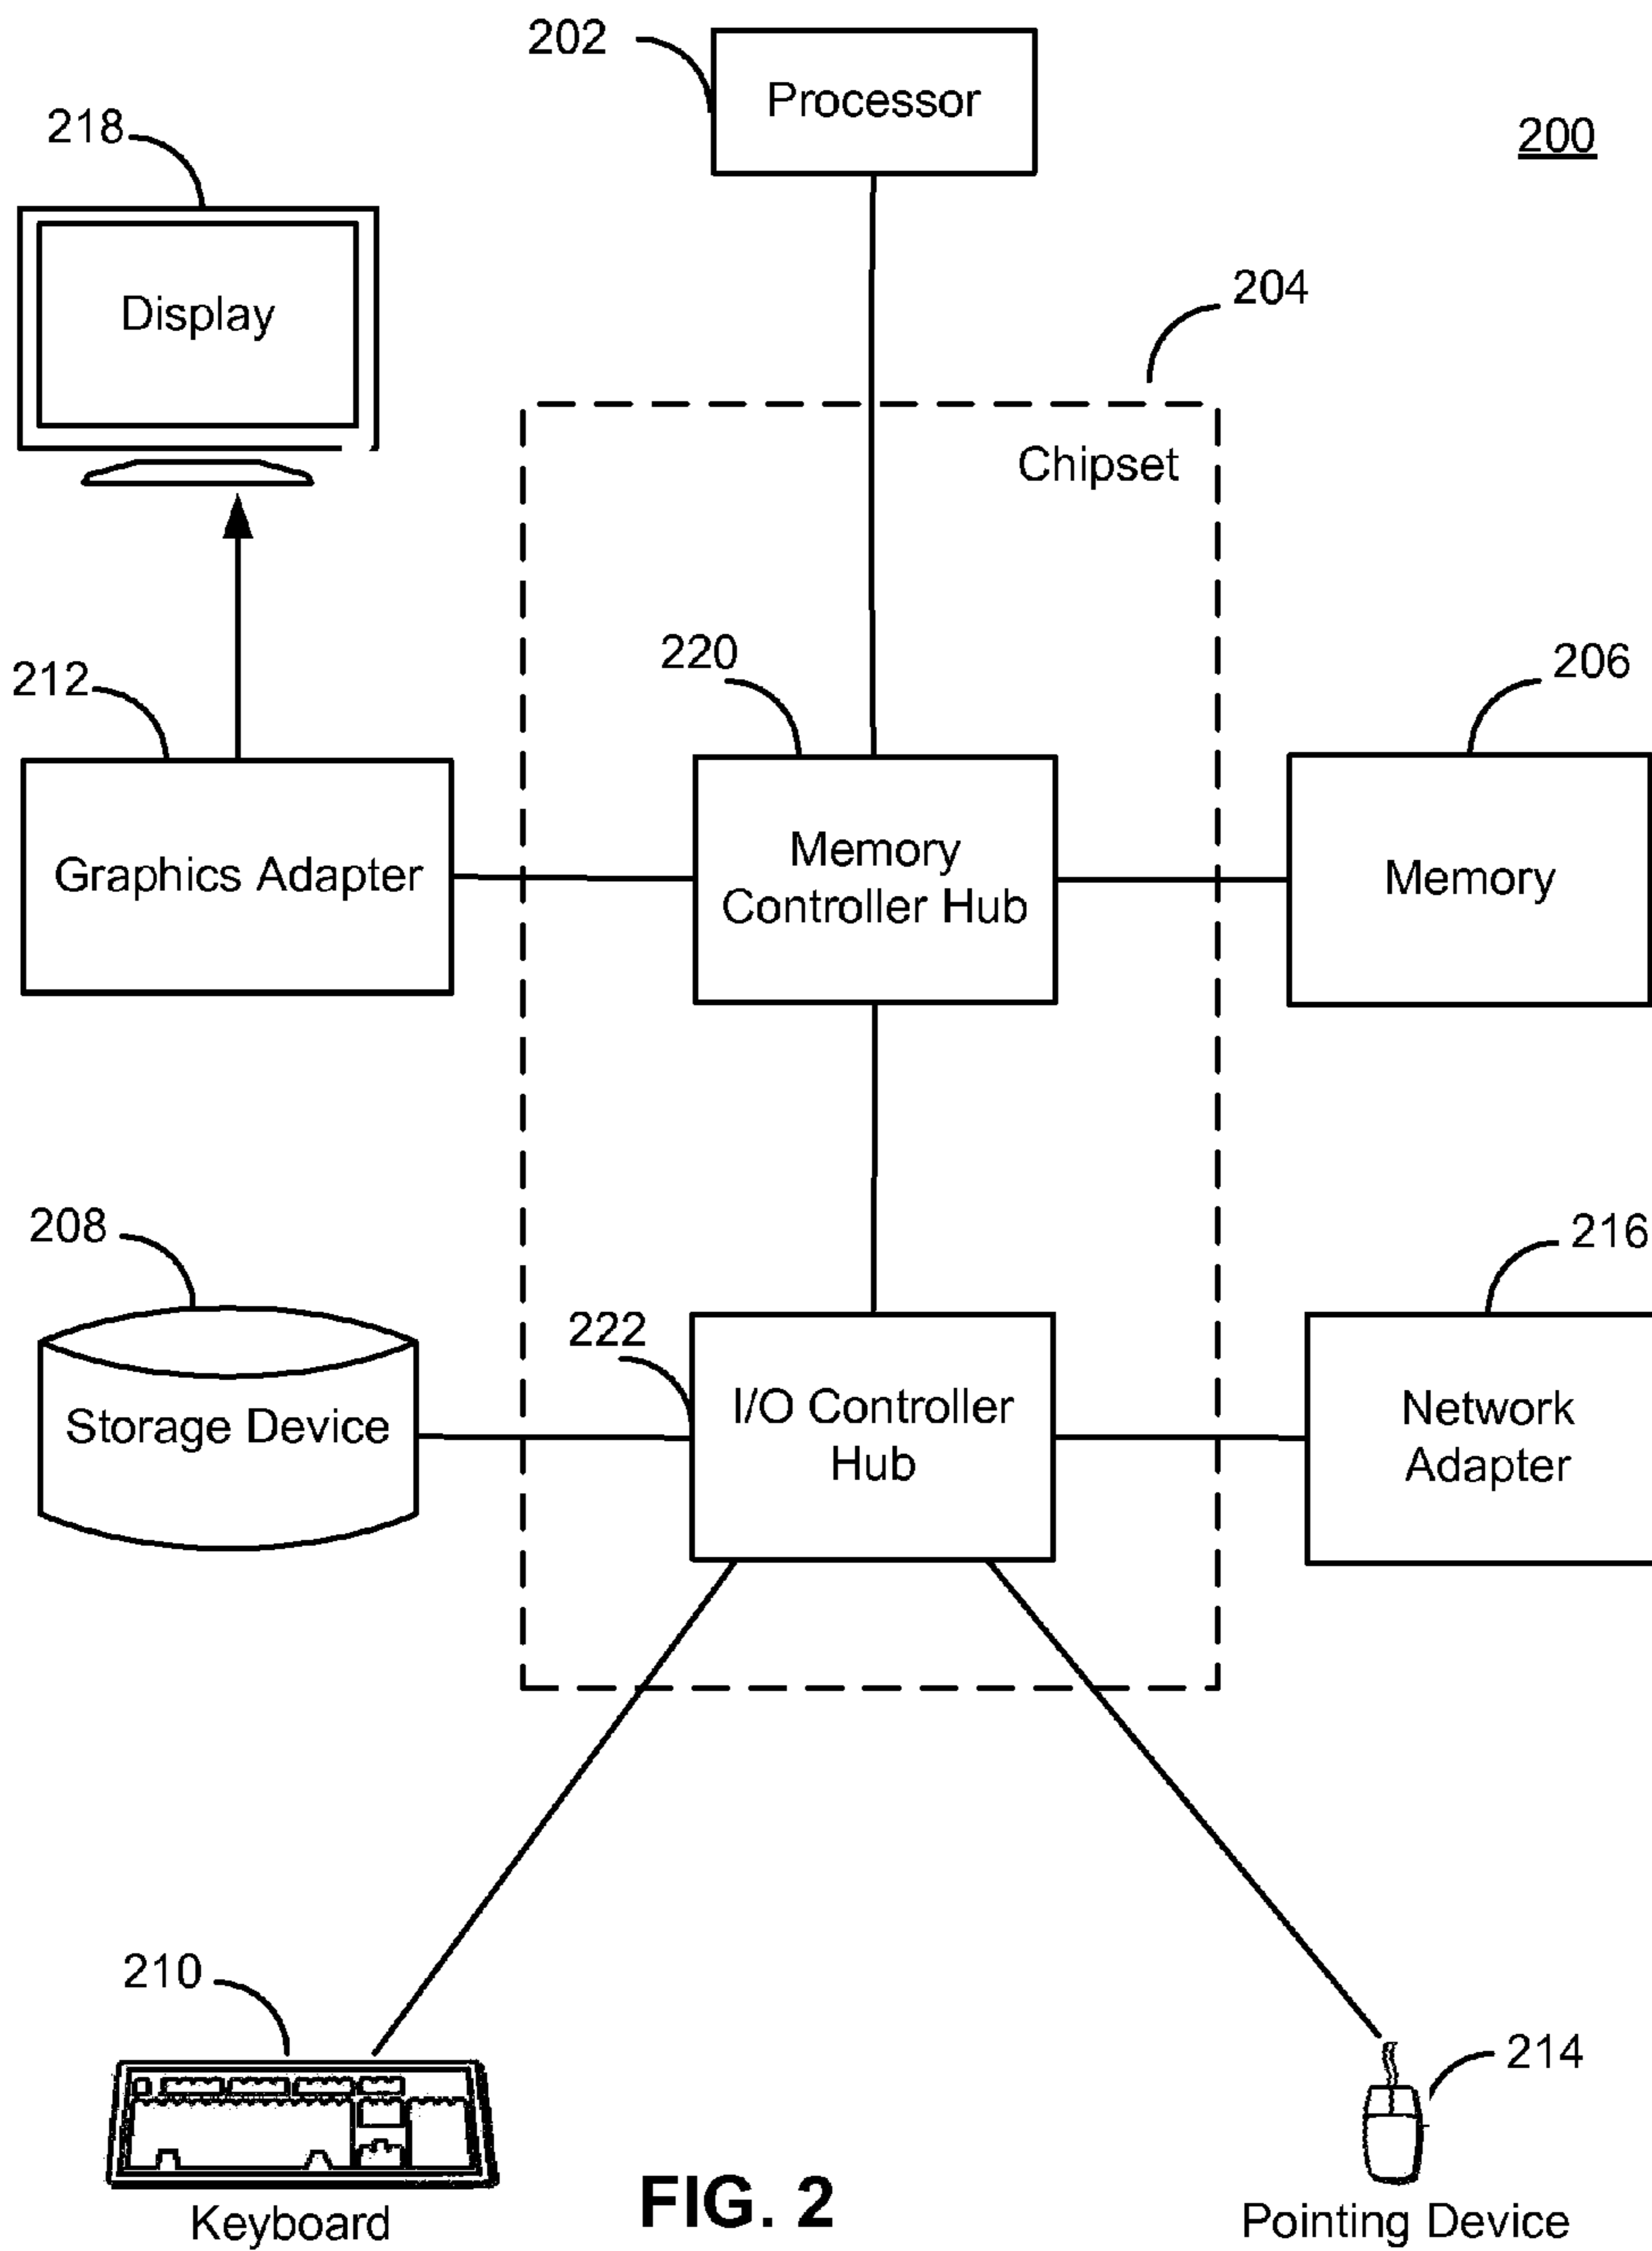 202
Processor
200
218
Display
204
Chipset
212
220
206
Graphics Adapter
Memory
Controller Hub
Memory
208
222
216
Storage Device
I/O Controller
Hub
Network
Adapter
210
214
Keyboard
FIG. 2
Pointing Device